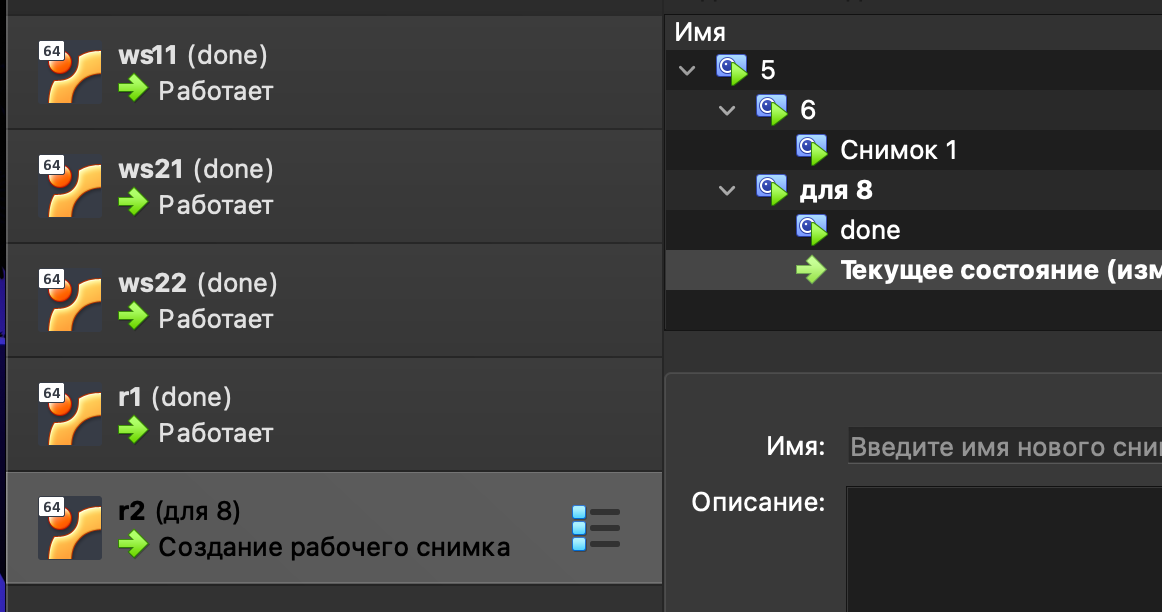 64
ws11 (done)
Работает
64
ws21 (done)
Работает
64
ws22 (done)
Работает
64
r1 (done)
Работает
64
r2 (для 8)
Создание рабочего снимка
Имя
5
6
Снимок 1
для 8
done
Текущее состояние (изм
Имя:
Введите имя нового сни
Описание: